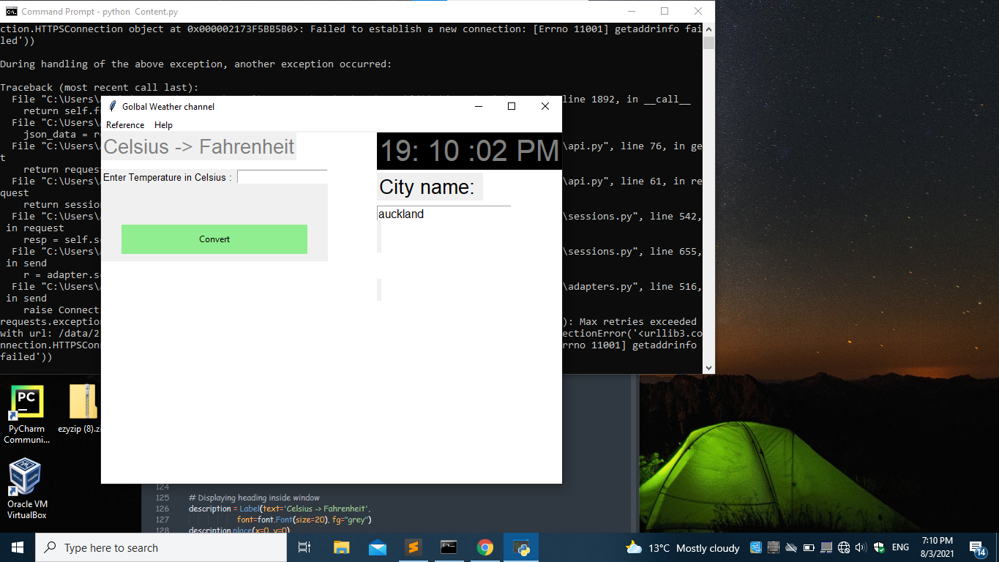 Command Prompt - python  Content.py
ction.HTTPSConnection object at 0x000002173F5BB5B0>: Failed to establish a new connection: [Errno 11001] getaddrinfo fai
led'))
During handling of the above exception, another exception occurred:
Traceback (most recent call last):
File "C:\Users\ line 1892, in __call__
return self.f
File "C:\Users\
json_data = r
File "C:\Users\ \api.py", line 76, in ge
t
return request
File "C:\Users\ \api.py", line 61, in re
quest
return session
File "C:\Users\ \sessions.py", line 542,
in request
resp = self.s
File "C:\Users\ \sessions.py", line 655,
in send
r = adapter.s
File "C:\Users\ \adapters.py", line 516,
in send
raise Connect
requests.exception ): Max retries exceeded
with url: /data/2 ectionError('<urllib3.co
nnection.HTTPSCon rrno 11001] getaddrinfo
failed'))
Golbal Weather channel
Reference Help
Celsius -> Fahrenheit
19: 10 :02 PM
Enter Temperature in Celsius :
City name:
auckland
Convert
PC
PyCharm
Communi...
ezyzip (8).zi
Oracle VM
VirtualBox
124
125 # Displaying heading inside window
126 description = Label(text='Celsius -> Fahrenheit',
127 font=font.Font(size=20), fg="grey")
128 description.place(x=0, y=0)
Type here to search
13°C Mostly cloudy
ENG
7:10 PM
8/3/2021
14